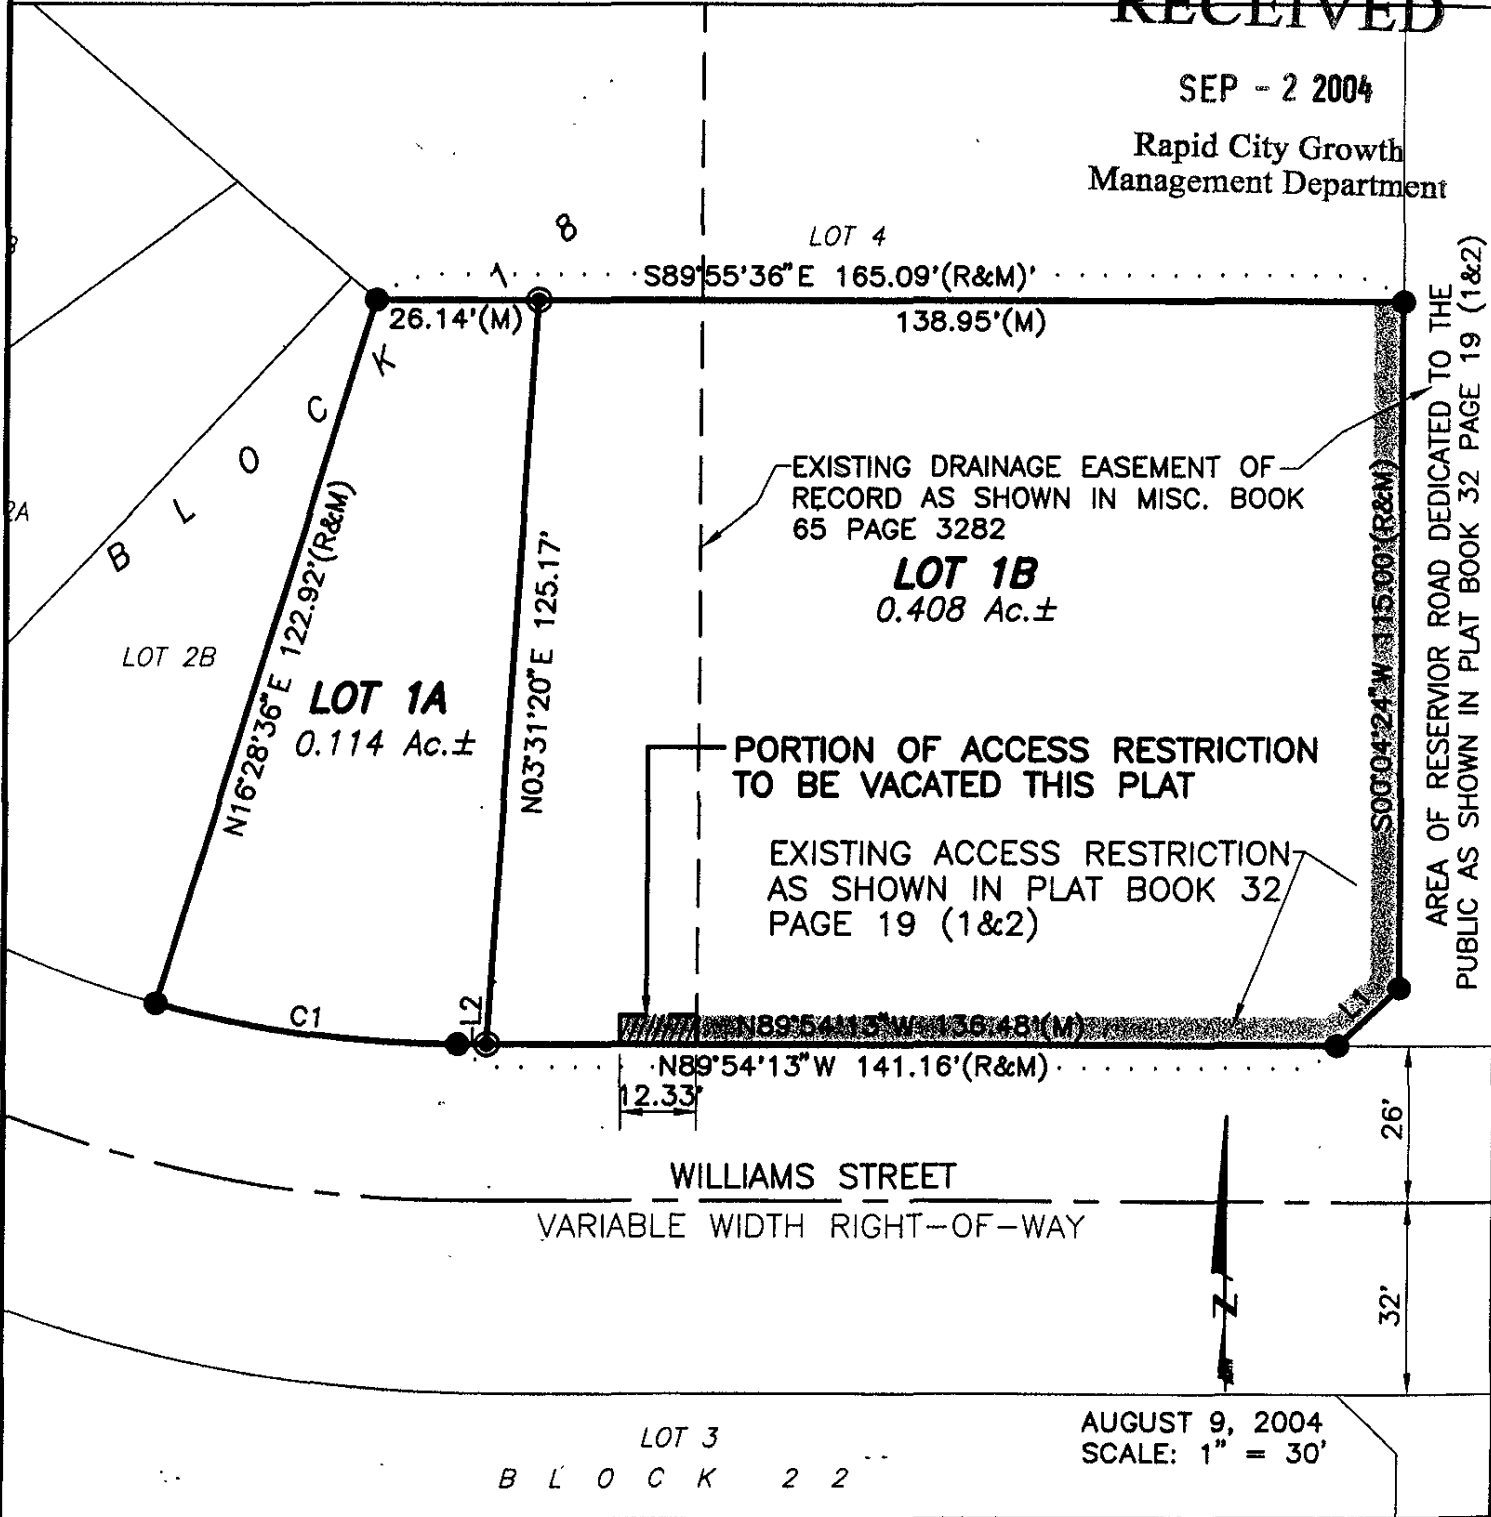 RECEIVED
SEP - 2 2004
Rapid City Growth
Management Department
LOT 4
S89°55'36"E 165.09'(R&M)'
26.14'(M)
138.95'(M)
BLOCK 18
EXISTING DRAINAGE EASEMENT OF
RECORD AS SHOWN IN MISC. BOOK
65 PAGE 3282
LOT 1B
0.408 Ac.±
AREA OF RESERVIOR ROAD DEDICATED TO THE
PUBLIC AS SHOWN IN PLAT BOOK 32 PAGE 19 (1&2)
S00°04'24"W 115.00'(R&M)
2A
LOT 2B
N16°28'36"E 122.92'(R&M)
LOT 1A
0.114 Ac.±
N03°31'20"E 125.17'
PORTION OF ACCESS RESTRICTION
TO BE VACATED THIS PLAT
EXISTING ACCESS RESTRICTION
AS SHOWN IN PLAT BOOK 32
PAGE 19 (1&2)
C1
L2
L1
N89°54'13"W 136.48'(M)
N89°54'13"W 141.16'(R&M)
12.33'
26'
WILLIAMS STREET
VARIABLE WIDTH RIGHT-OF-WAY
32'
N
AUGUST 9, 2004
SCALE: 1" = 30'
LOT 3
BLOCK 22